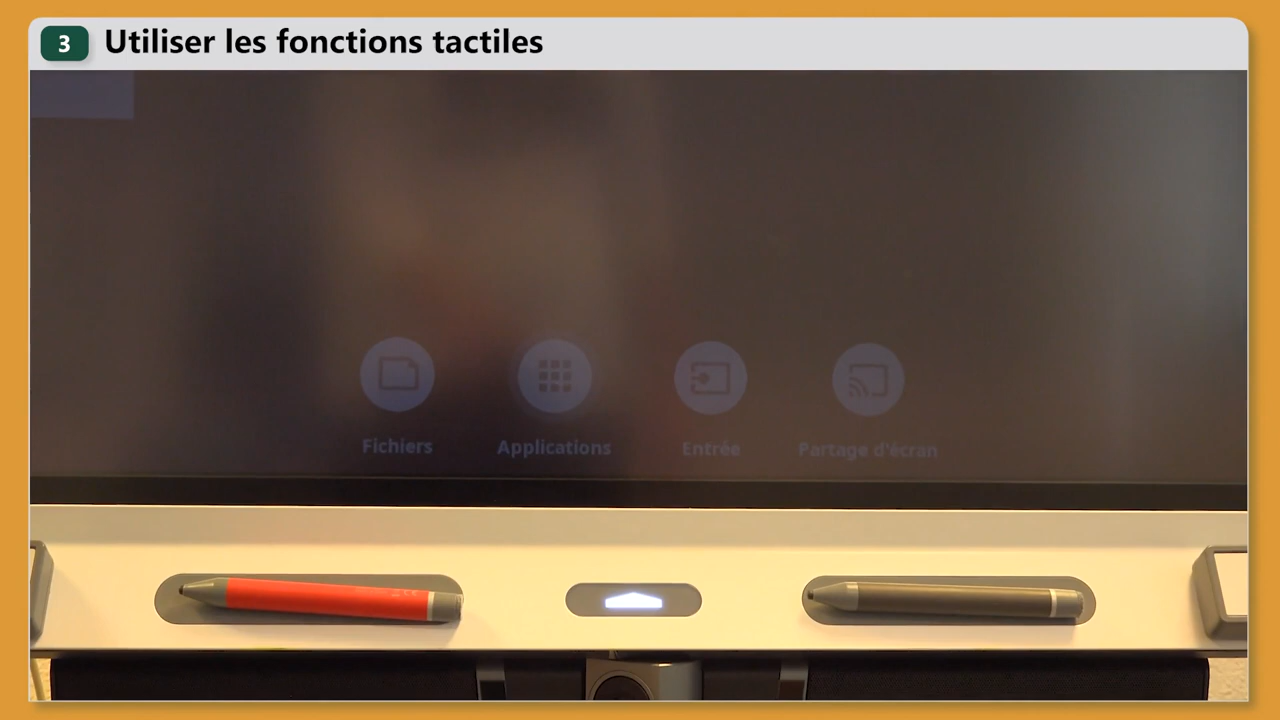 3 Utiliser les fonctions tactiles
Fichiers
Applications
Entrée
Partage d'écran